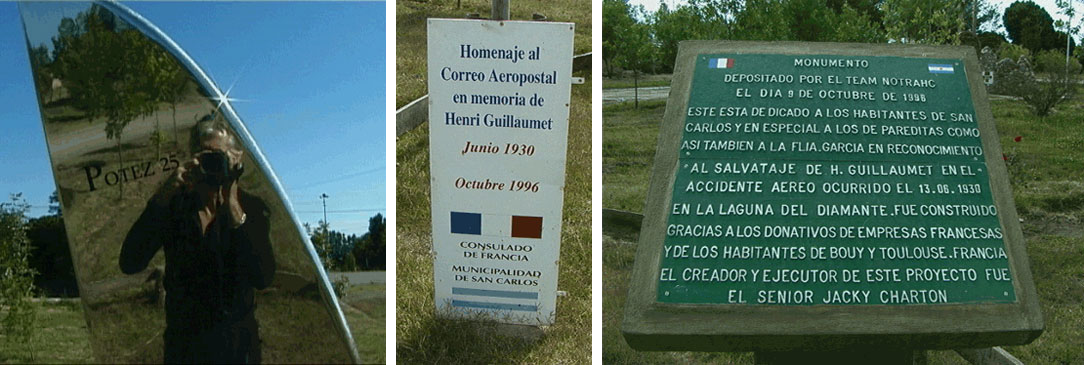 POTEZ 25
Homenaje al
Correo Aeropostal
en memoria de
Henri Guillaumet
Junio 1930
Octubre 1996
CONSULADO
DE FRANCIA
MUNICIPALIDAD
DE SAN CARLOS
MONUMENTO
DEPOSITADO POR EL TEAM NOTRAHC
EL DIA 9 DE OCTUBRE DE 1996
ESTE ESTA DEDICADO A LOS HABITANTES DE SAN
CARLOS Y EN ESPECIAL A LOS DE PAREDITAS COMO
ASI TAMBIEN A LA FLIA. GARCIA EN RECONOCIMIENTO
AL SALVATAJE DE H. GUILLAUMET EN EL
ACCIDENTE AEREO OCURRIDO EL 13.06.1930
EN LA LAGUNA DEL DIAMANTE. FUE CONSTRUIDO
GRACIAS A LOS DONATIVOS DE EMPRESAS FRANCESAS
Y DE LOS HABITANTES DE BOUY Y TOULOUSE. FRANCIA
EL CREADOR Y EJECUTOR DE ESTE PROYECTO FUE
EL SENIOR JACKY CHARTON